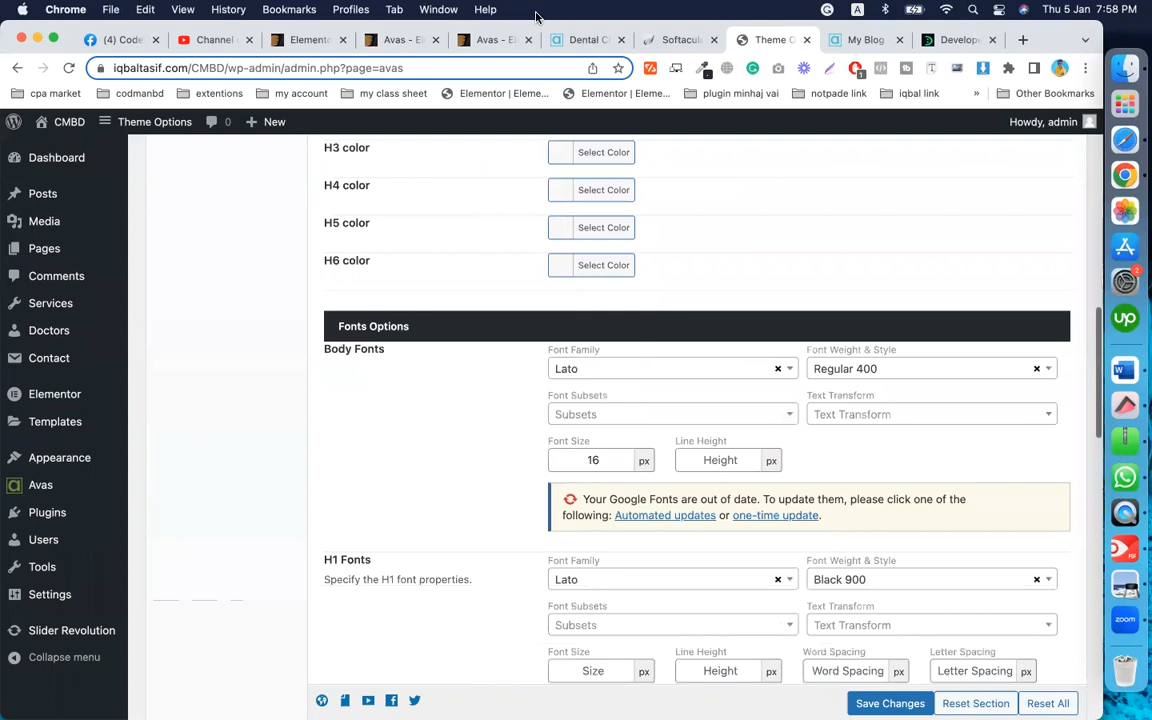 Chrome File Edit View History Bookmarks Profiles Tab Window Help A Thu 5 Jan 7:58 PM
(4) Code Channel c Elemento Avas – El Avas – EL Dental Cl Softacul Theme O My Blog Develope
iqbaltasif.com/CMBD/wp-admin/admin.php?page=avas
cpa market codmanbd extentions my account my class sheet Elementor | Eleme... Elementor | Eleme... plugin minhaj vai notpade link iqbal link » Other Bookmarks
CMBD Theme Options 0 New Howdy, admin
Dashboard
Posts
Media
Pages
Comments
Services
Doctors
Contact
Elementor
Templates
Appearance
Avas
Plugins
Users
Tools
Settings
Slider Revolution
Collapse menu
H3 color Select Color
H4 color Select Color
H5 color Select Color
H6 color Select Color
Fonts Options
Body Fonts
Font Family Font Weight & Style
Lato Regular 400
Font Subsets Text Transform
Subsets Text Transform
Font Size Line Height
16 px Height px
Your Google Fonts are out of date. To update them, please click one of the
following: Automated updates or one-time update.
H1 Fonts
Specify the H1 font properties.
Font Family Font Weight & Style
Lato Black 900
Font Subsets Text Transform
Subsets Text Transform
Font Size Line Height Word Spacing Letter Spacing
Size px Height px Word Spacing px Letter Spacing px
Save Changes Reset Section Reset All
2
up
W
zoom